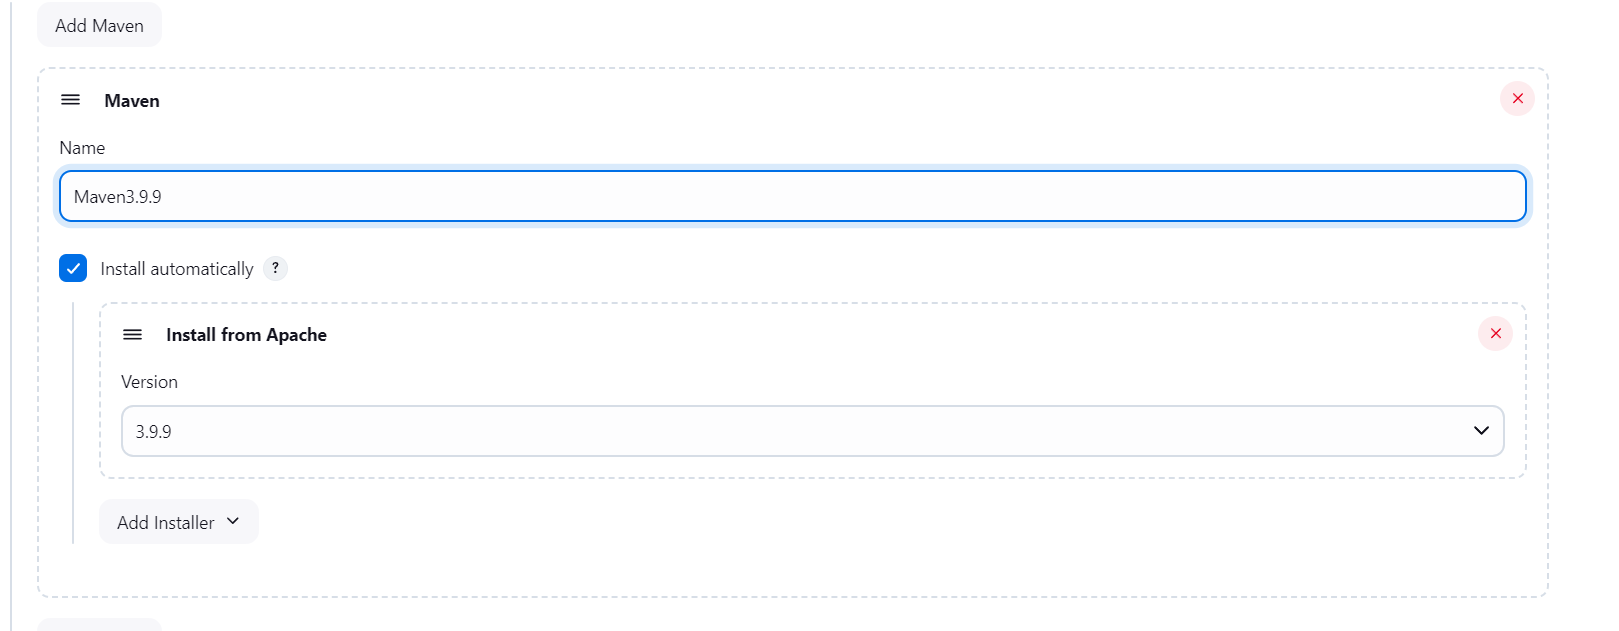 Add Maven
Maven
Name
Maven3.9.9
Install automatically ?
Install from Apache
Version
3.9.9
Add Installer